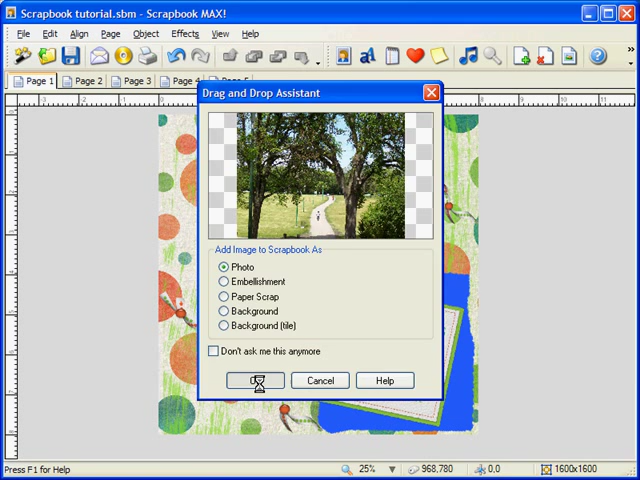 Scrapbook tutorial.sbm - Scrapbook MAX!
File Edit Align Page Object Effects View Help
Page 1 Page 2 Page 3 Page 4
Drag and Drop Assistant
Add Image to Scrapbook As
Photo
Embellishment
Paper Scrap
Background
Background (tile)
Don't ask me this anymore
Cancel Help
Press F1 for Help 25% 968,780 0,0 1600x1600